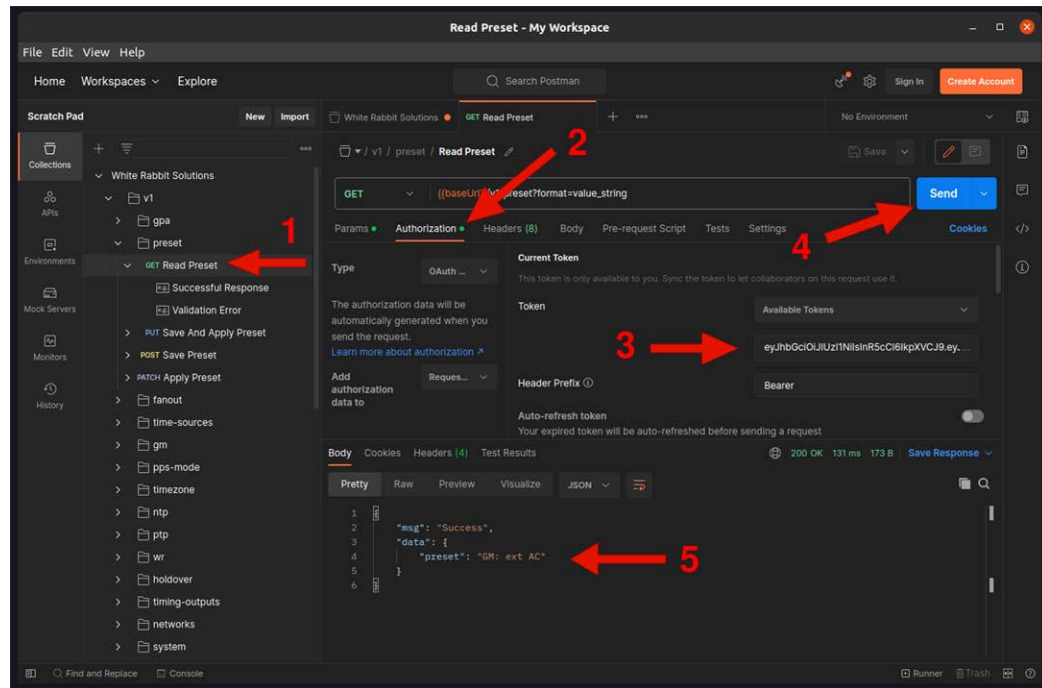 Read Preset - My Workspace
File Edit View Help
Home Workspaces Explore
Search Postman
Sign In
Create Account
Scratch Pad
New Import
White Rabbit Solutions
GET Read Preset
No Environment
Collections
APIs
Environments
Mock Servers
Monitors
History
White Rabbit Solutions
v1
gpa
preset
GET Read Preset
e.g. Successful Response
e.g. Validation Error
PUT Save And Apply Preset
POST Save Preset
PATCH Apply Preset
fanout
time-sources
gm
pps-mode
timezone
ntp
ptp
wr
holdover
timing-outputs
networks
system
1
/ v1 / preset / Read Preset
2
Save
GET
{{baseUrl}}/v1/preset?format=value_string
Send
Params Authorization Headers (8) Body Pre-request Script Tests Settings
Cookies
4
Type
OAuth ...
The authorization data will be
automatically generated when you
send the request.
Learn more about authorization
Add
authorization
data to
Reques...
Current Token
This token is only available to you. Sync the token to let collaborators on this request use it.
Token
Available Tokens
3
Header Prefix
Bearer
Auto-refresh token
Your expired token will be auto-refreshed before sending a request
Body Cookies Headers (4) Test Results
200 OK 131 ms 173 B Save Response
Pretty Raw Preview Visualize JSON
1 {
2 "msg": "Success",
3 "data": {
4 "preset": "GM: ext AC"
5 }
6 }
5
Find and Replace Console
Runner Trash